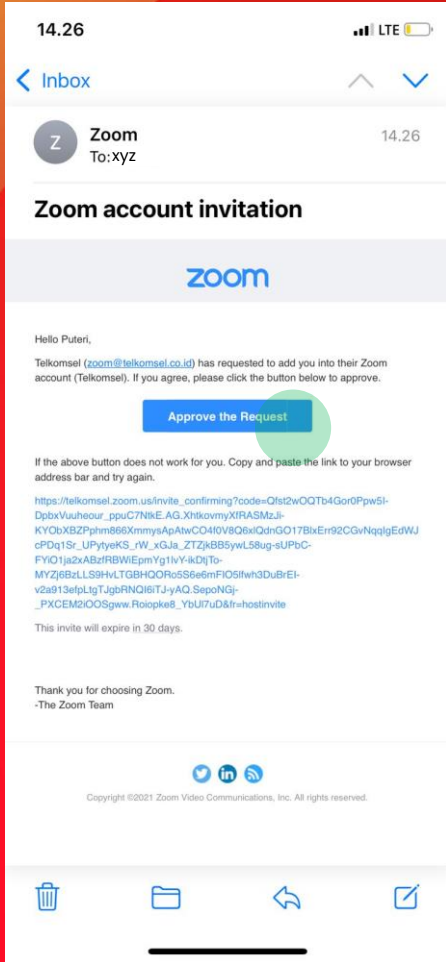 14.26
LTE
Inbox
Z
Zoom
14.26
To:xyz
Zoom account invitation
zoom
Hello Puteri,
Telkomsel (zoom@telkomsel.co.id) has requested to add you into their Zoom
account (Telkomsel). If you agree, please click the button below to approve.
Approve the Request
If the above button does not work for you. Copy and paste the link to your browser
address bar and try again.
https://telkomsel.zoom.us/invite_confirming?code=Qfst2wOQTb4Gor0Ppw5I-
DpbxVuuheour_ppuC7NtkE.AG.XhtkovmyXfRASMzJi-
KYObXBZPphm866XmmysApAtwCO4f0V8Q6xlQdnGO17BlxErr92CGvNqqlgEdWJ
cPDq1Sr_UPytyeKS_rW_xGJa_ZTZjkBB5ywL58ug-sUPbC-
FYiO1ja2xABzfRBWiEpmYg1IvY-ikDtjTo-
MYZj6BzLLS9HvLTGBHQORo5S6e6mFIO5Ifwh3DuBrEI-
v2a913efpLtgTJgbRNQI6iTJ-yAQ.SepoNGj-
_PXCEM2iOOSgww.Roiopke8_YbUl7uD&fr=hostinvite
This invite will expire in 30 days.
Thank you for choosing Zoom.
-The Zoom Team
in
Copyright ©2021 Zoom Video Communications, Inc. All rights reserved.